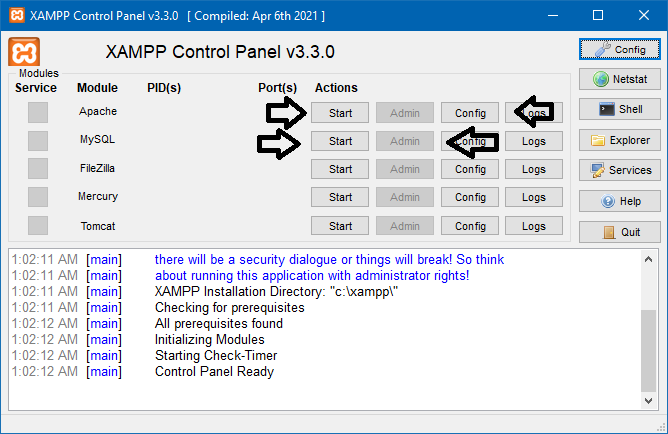 XAMPP Control Panel v3.3.0 [ Compiled: Apr 6th 2021 ]
XAMPP Control Panel v3.3.0
Config
Modules
Service Module PID(s) Port(s) Actions
Netstat
Apache Start Admin Config Logs
Shell
MySQL Start Admin Config Logs
Explorer
FileZilla Start Admin Config Logs
Services
Mercury Start Admin Config Logs
Help
Tomcat Start Admin Config Logs
Quit
1:02:11 AM [main] there will be a security dialogue or things will break! So think
1:02:11 AM [main] about running this application with administrator rights!
1:02:11 AM [main] XAMPP Installation Directory: "c:\xampp\"
1:02:11 AM [main] Checking for prerequisites
1:02:12 AM [main] All prerequisites found
1:02:12 AM [main] Initializing Modules
1:02:12 AM [main] Starting Check-Timer
1:02:12 AM [main] Control Panel Ready